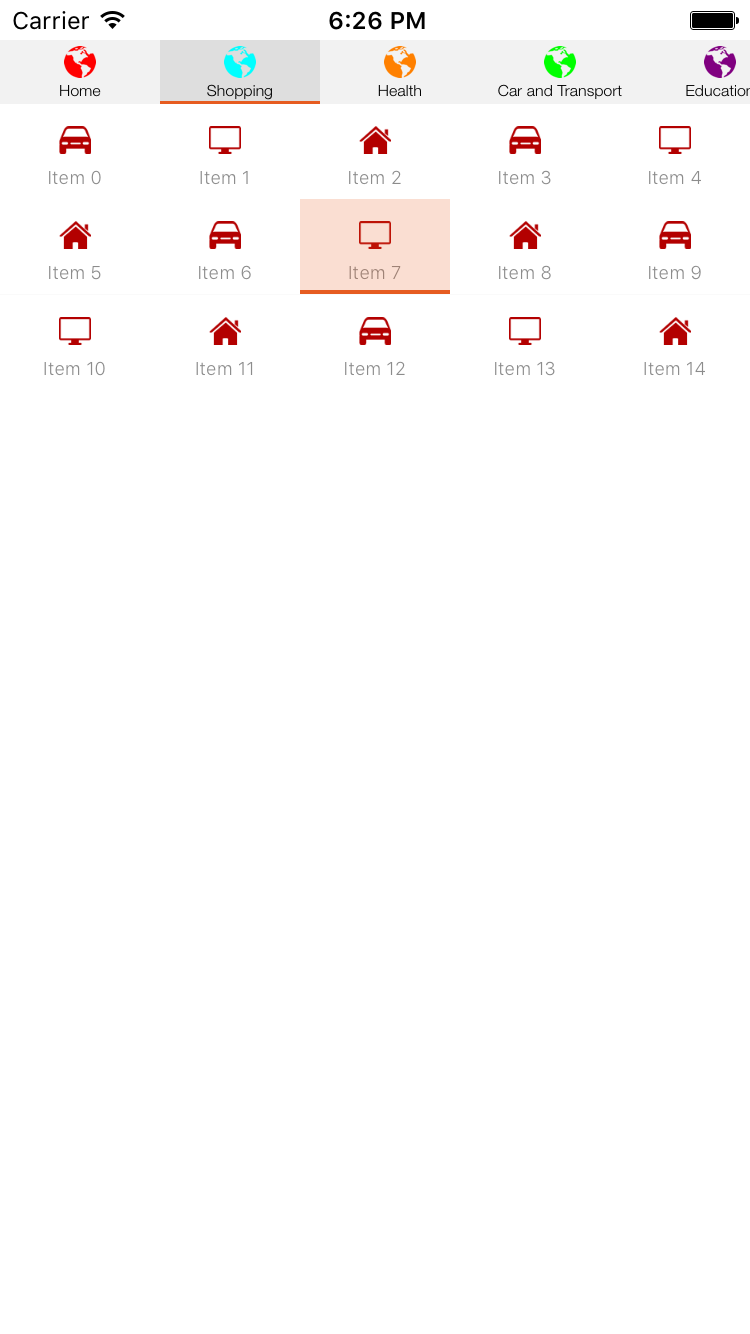 Carrier 6:26 PM
Home Shopping Health Car and Transport Education
Item 0 Item 1 Item 2 Item 3 Item 4
Item 5 Item 6 Item 7 Item 8 Item 9
Item 10 Item 11 Item 12 Item 13 Item 14